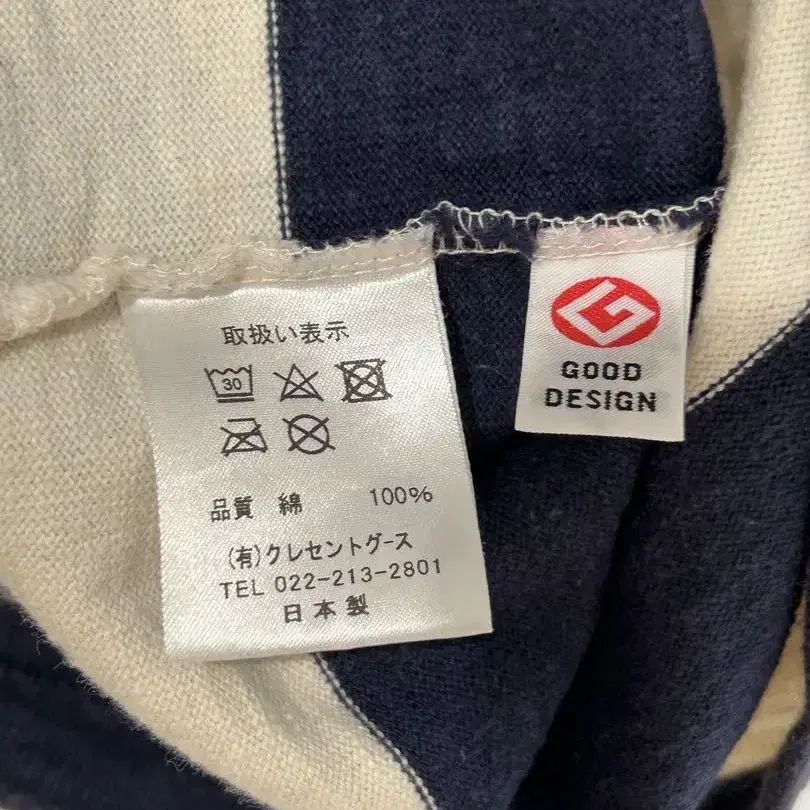 取扱い表示
30
品質 綿 100%
(有)クレセントグース
TEL 022-213-2801
日本製
GOOD
DESIGN